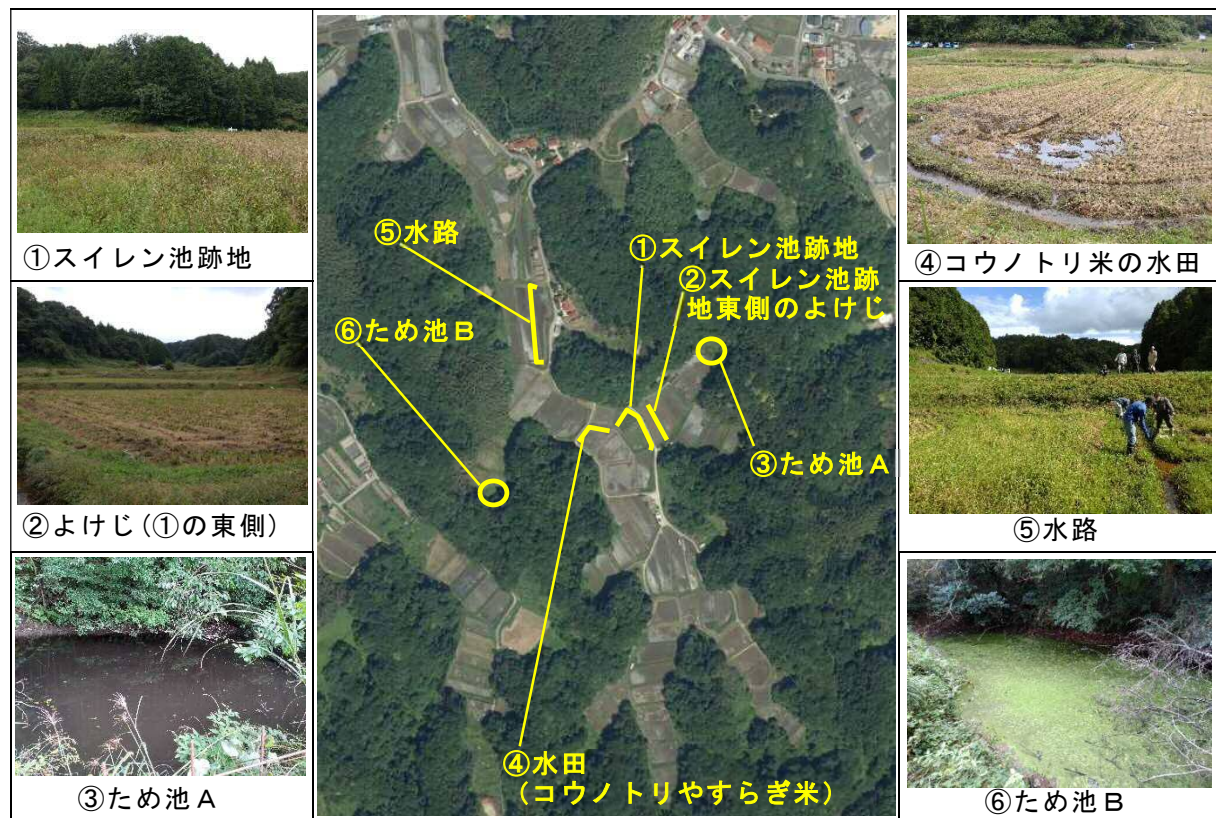 ①スイレン池跡地
②よけじ(①の東側)
③ため池A
⑤水路
⑥ため池B
①スイレン池跡地
②スイレン池跡
地東側のよけじ
③ため池A
④水田
(コウノトリやすらぎ米)
④コウノトリ米の水田
⑤水路
⑥ため池B